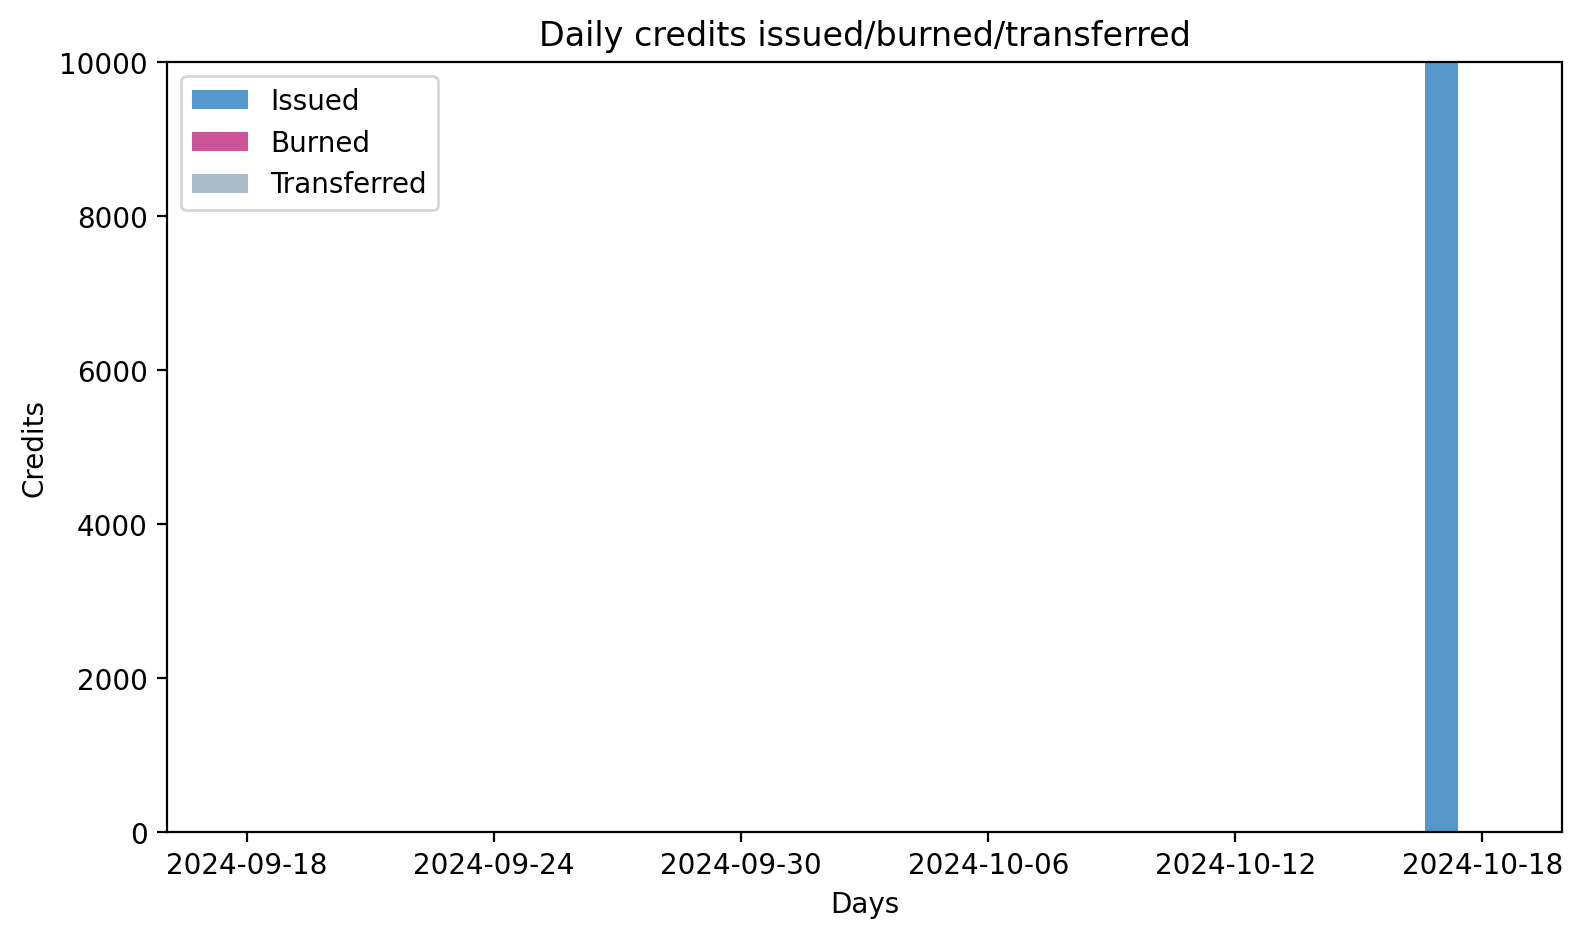 Daily credits issued/burned/transferred
10000
8000
6000
4000
2000
0
Credits
Issued
Burned
Transferred
2024-09-18 2024-09-24 2024-09-30 2024-10-06 2024-10-12 2024-10-18
Days